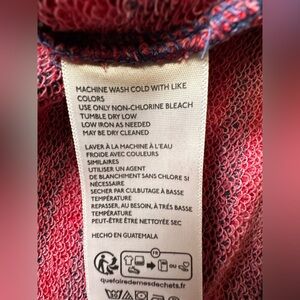 MACHINE WASH COLD WITH LIKE
COLORS
USE ONLY NON-CHLORINE BLEACH
TUMBLE DRY LOW
LOW IRON AS NEEDED
MAY BE DRY CLEANED
LAVER À LA MACHINE À L'EAU
FROIDE AVEC COULEURS
SIMILAIRES
UTILISER UN AGENT
DE BLANCHIMENT SANS CHLORE SI
NÉCESSAIRE
SECHER PAR CULBUTAGE À BASSE
TEMPÉRATURE
REPASSER, AU BESOIN, À TRÈS BASSE
TEMPÉRATURE
PEUT-ÊTRE ÊTRE NETTOYÉE SEC
HECHO EN GUATEMALA
FR
OU
quefairedemesdechets.fr